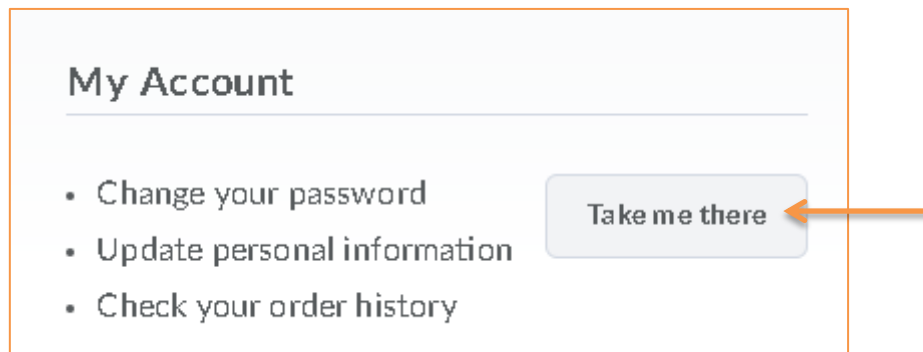 My Account
Change your password
Take me there
Update personal information
Check your order history